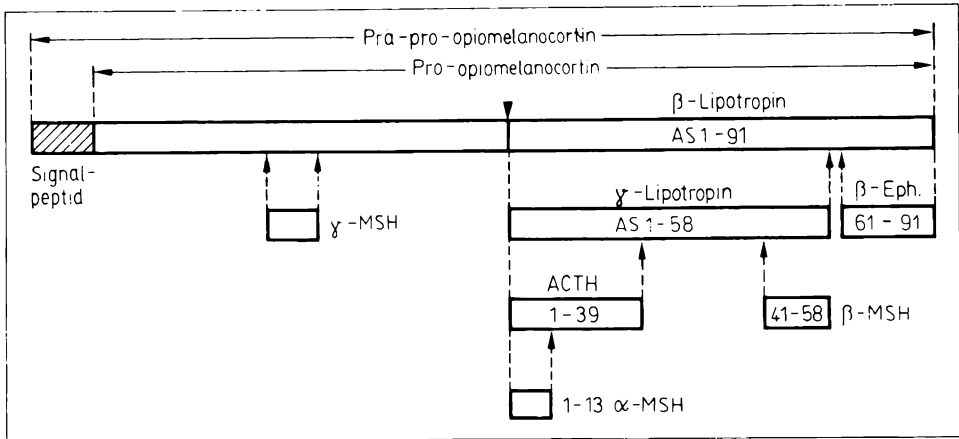 Prä-pro-opiomelanocortin
Pro-opiomelanocortin
β-Lipotropin
AS 1-91
Signal-
peptid
γ-MSH
γ-Lipotropin
AS 1-58
β-Eph.
61-91
ACTH
1-39
41-58 β-MSH
1-13 α-MSH